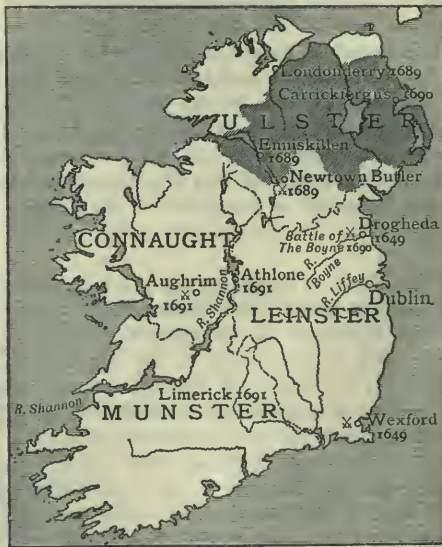 Londonderry 1689
Carrickfergus 1690
ULSTER
Enniskillen
1689
Newtown Butler
1689
Drogheda
1649
Battle of
The Boyne 1690
R.
Boyne
CONNAUGHT
Athlone
1691
Aughrim
1691
R. Shannon
R. Liffey
Dublin
LEINSTER
R. Shannon
Limerick 1691
MUNSTER
Wexford
1649